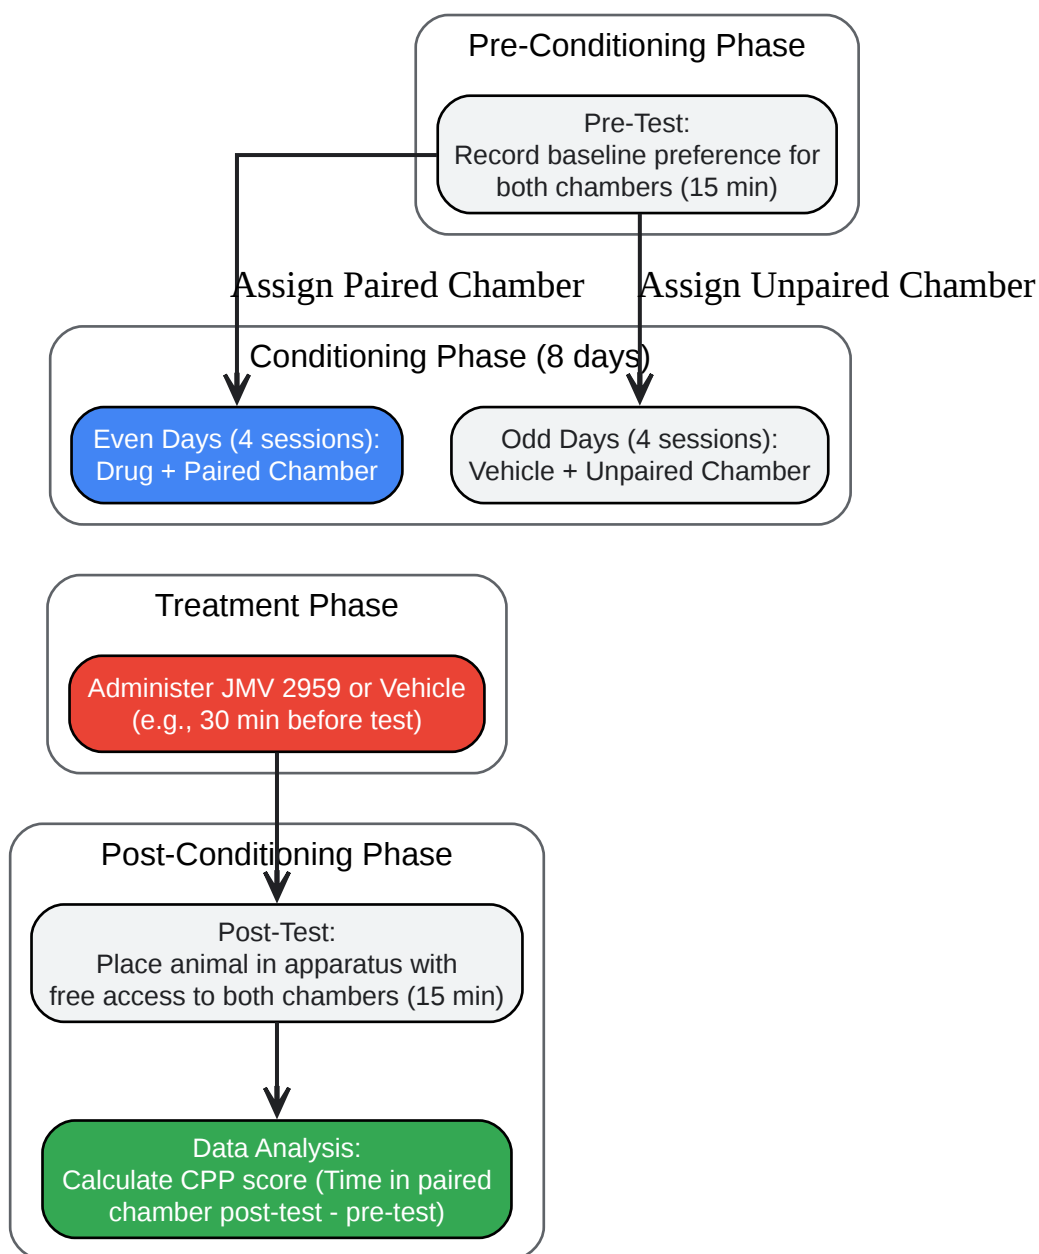 Pre-Conditioning Phase
Pre-Test:
Record baseline preference for
both chambers (15 min)
Assign Paired Chamber
Assign Unpaired Chamber
Conditioning Phase (8 days)
Even Days (4 sessions):
Drug + Paired Chamber
Odd Days (4 sessions):
Vehicle + Unpaired Chamber
Treatment Phase
Administer JMV 2959 or Vehicle
(e.g., 30 min before test)
Post-Conditioning Phase
Post-Test:
Place animal in apparatus with
free access to both chambers (15 min)
Data Analysis:
Calculate CPP score (Time in paired
chamber post-test - pre-test)